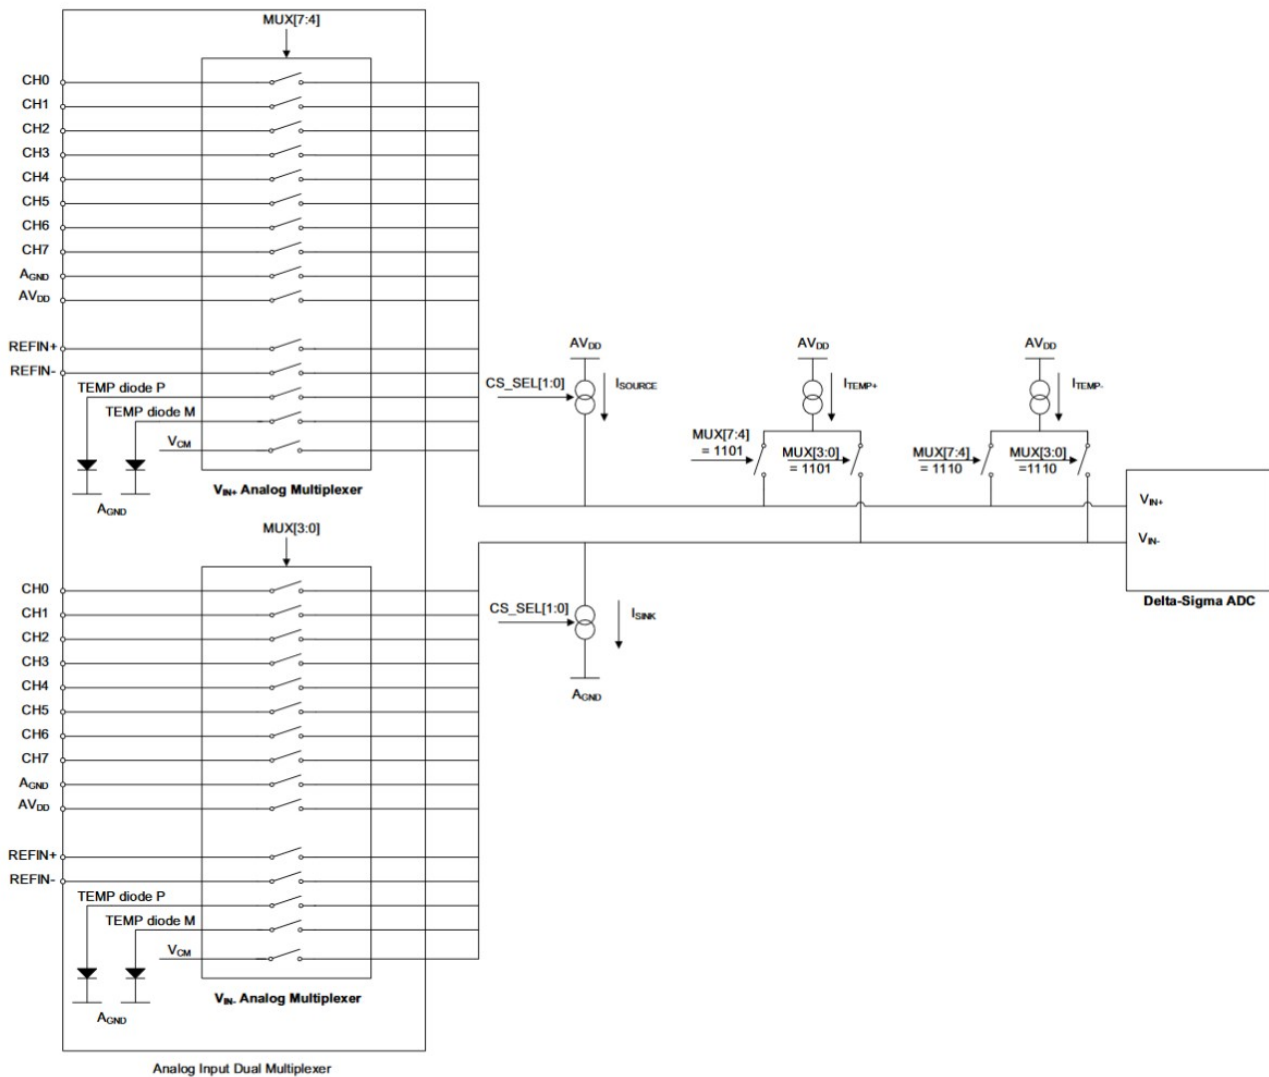 MUX[7:4]
CH0
CH1
CH2
CH3
CH4
CH5
CH6
CH7
AGND
AVDD
REFIN+
REFIN-
TEMP diode P
TEMP diode M
VCM
AGND
VIN+ Analog Multiplexer
MUX[3:0]
CH0
CH1
CH2
CH3
CH4
CH5
CH6
CH7
AGND
AVDD
REFIN+
REFIN-
TEMP diode P
TEMP diode M
VCM
AGND
VIN- Analog Multiplexer
Analog Input Dual Multiplexer
AVDD
CS_SEL[1:0]
ISOURCE
AVDD
ITEMP+
MUX[7:4]
= 1101
MUX[3:0]
= 1101
AVDD
ITEMP-
MUX[7:4]
= 1110
MUX[3:0]
=1110
CS_SEL[1:0]
ISINK
AGND
VIN+
VIN-
Delta-Sigma ADC